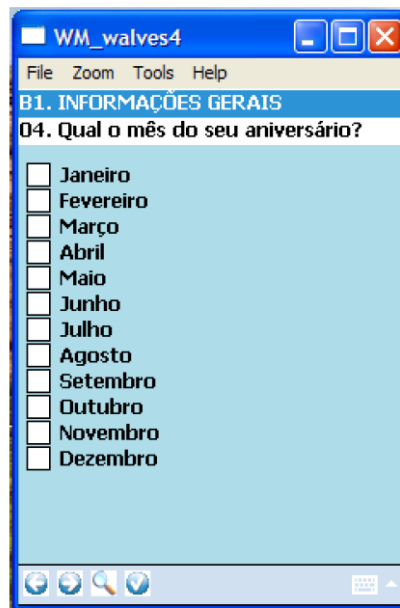 WM_walves4
File Zoom Tools Help
B1. INFORMAÇÕES GERAIS
04. Qual o mês do seu aniversário?
Janeiro
Fevereiro
Março
Abril
Maio
Junho
Julho
Agosto
Setembro
Outubro
Novembro
Dezembro